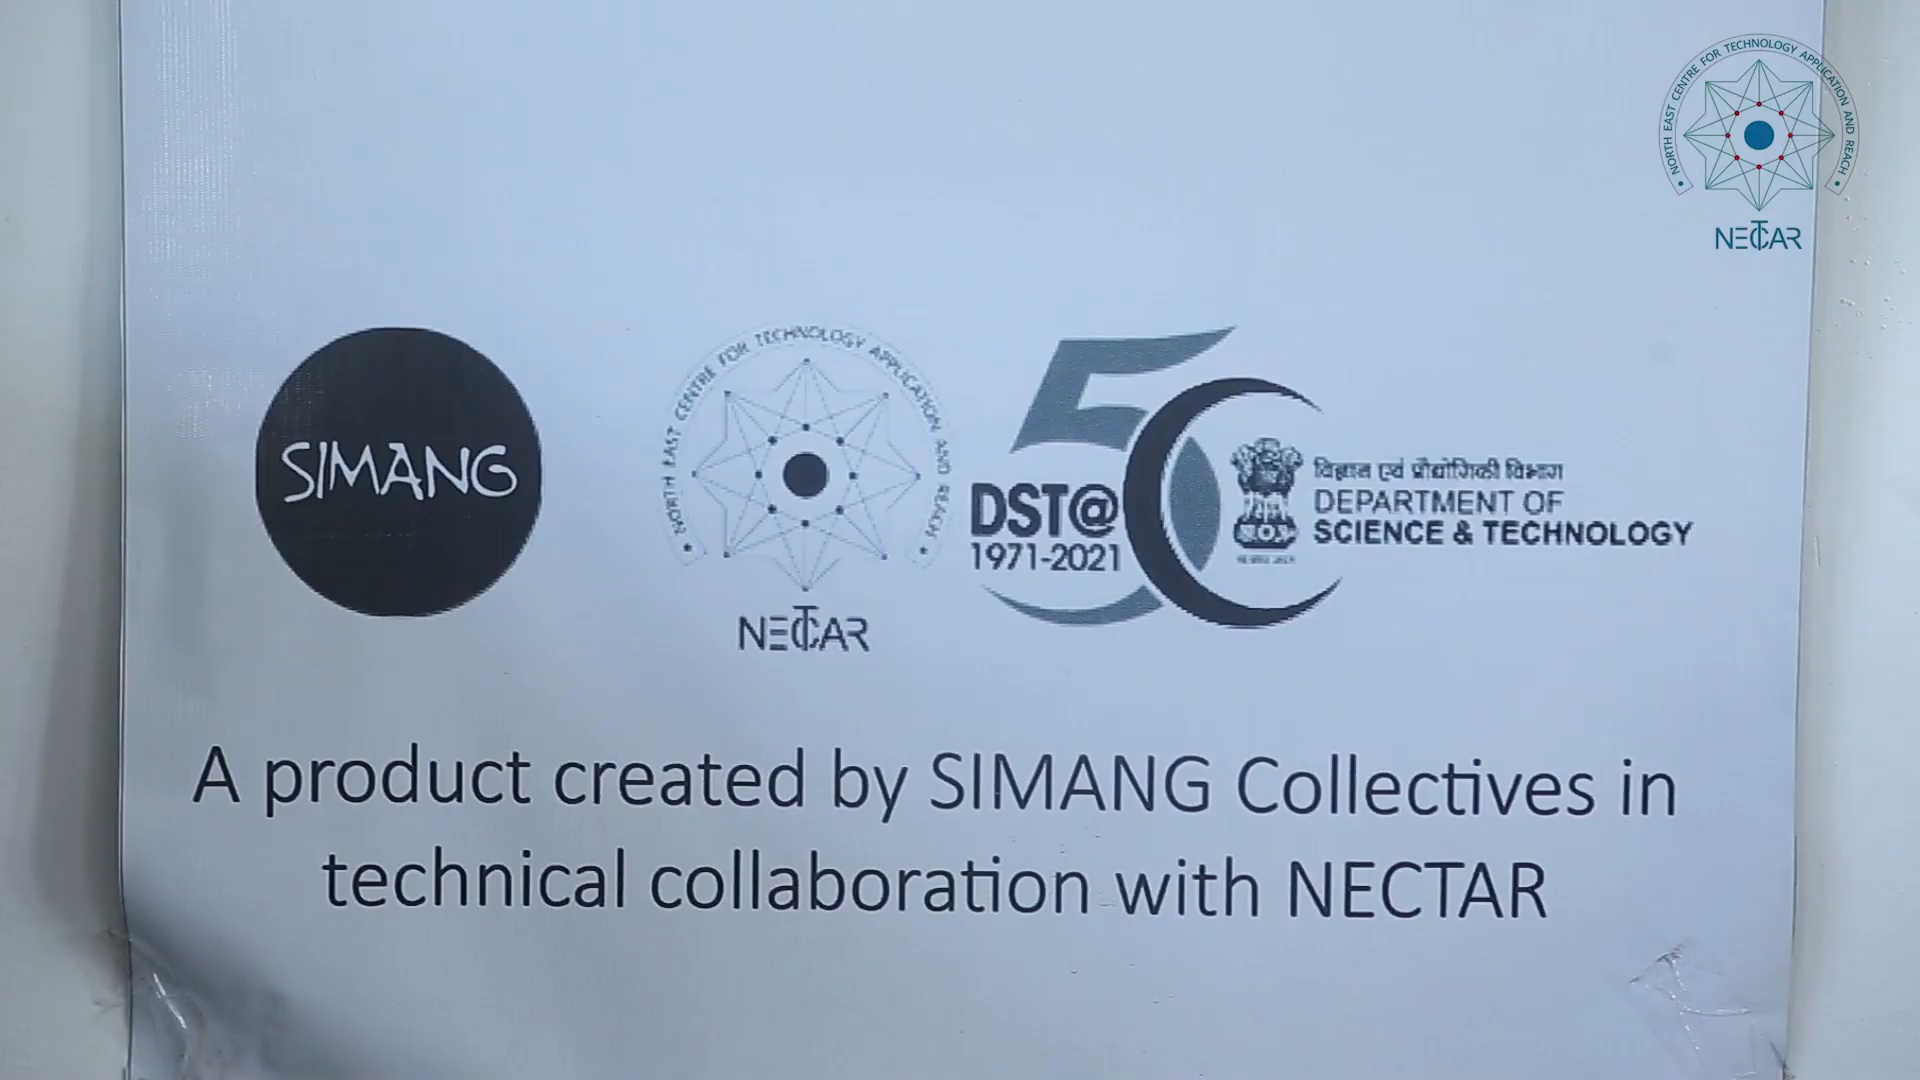 NORTH EAST CENTRE FOR TECHNOLOGY APPLICATION AND REACH
NECTAR
SIMANG
NORTH EAST CENTRE FOR TECHNOLOGY APPLICATION AND REACH
NECTAR
DST@50
1971-2021
विज्ञान एवं प्रौद्योगिकी विभाग
DEPARTMENT OF
SCIENCE & TECHNOLOGY
A product created by SIMANG Collectives in
technical collaboration with NECTAR